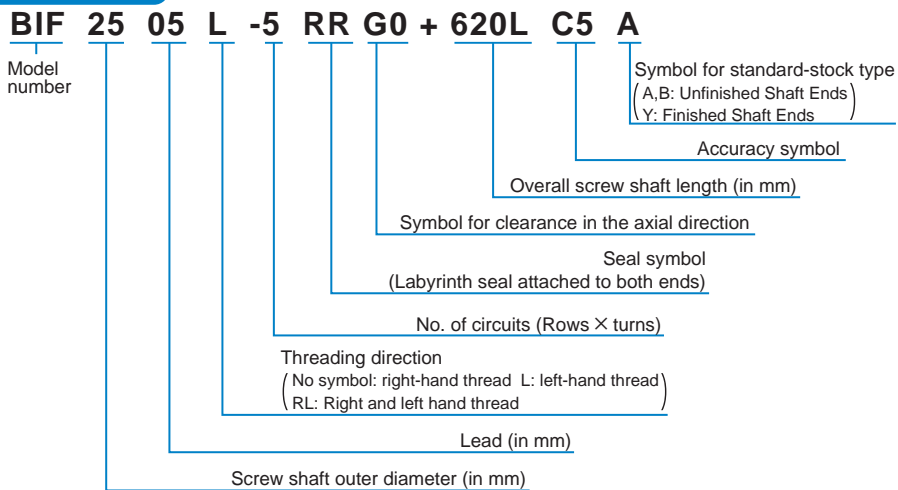 BIF 25 05 L -5 RR G0 + 620L C5 A
Model
number
Symbol for standard-stock type
(A,B: Unfinished Shaft Ends
Y: Finished Shaft Ends)
Accuracy symbol
Overall screw shaft length (in mm)
Symbol for clearance in the axial direction
Seal symbol
(Labyrinth seal attached to both ends)
No. of circuits (Rows × turns)
Threading direction
(No symbol: right-hand thread L: left-hand thread
RL: Right and left hand thread)
Lead (in mm)
Screw shaft outer diameter (in mm)